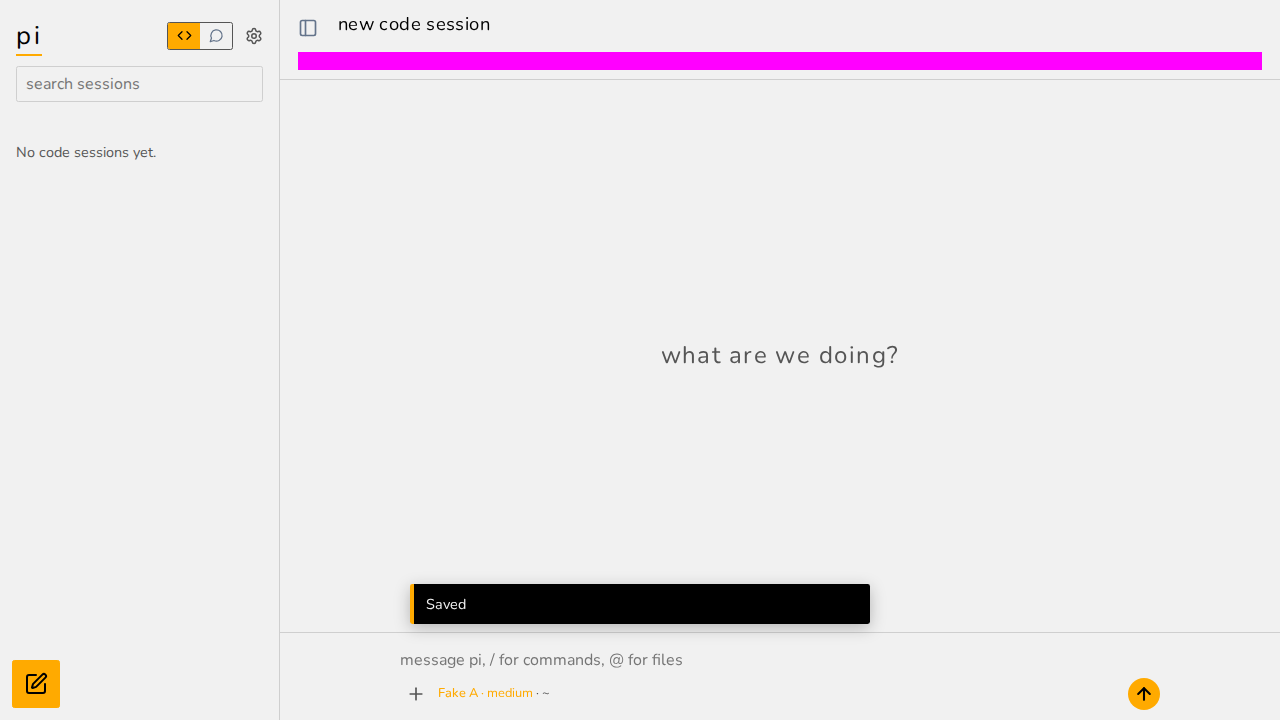 pi
search sessions
No code sessions yet.
new code session
what are we doing?
Saved
message pi, / for commands, @ for files
Fake A · medium · ~